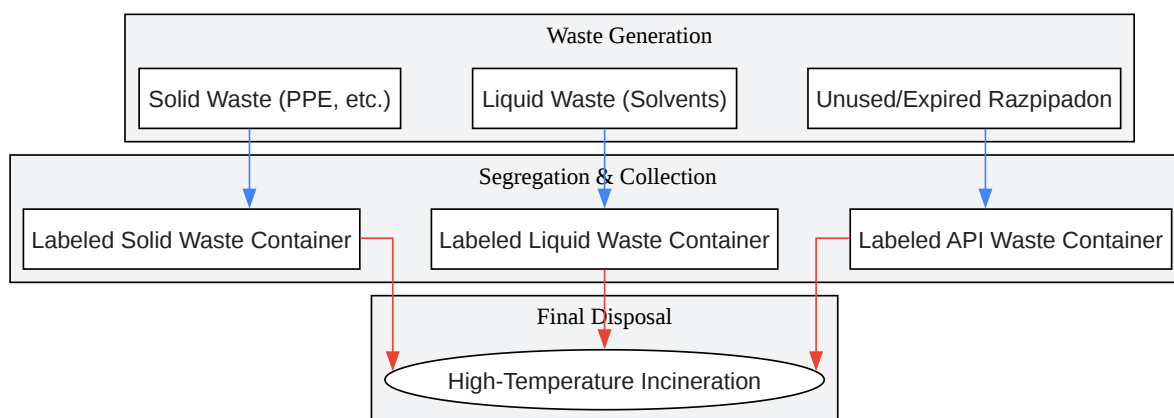 Waste Generation
Solid Waste (PPE, etc.)
Liquid Waste (Solvents)
Unused/Expired Razpipadon
Segregation & Collection
Labeled Solid Waste Container
Labeled Liquid Waste Container
Labeled API Waste Container
Final Disposal
High-Temperature Incineration